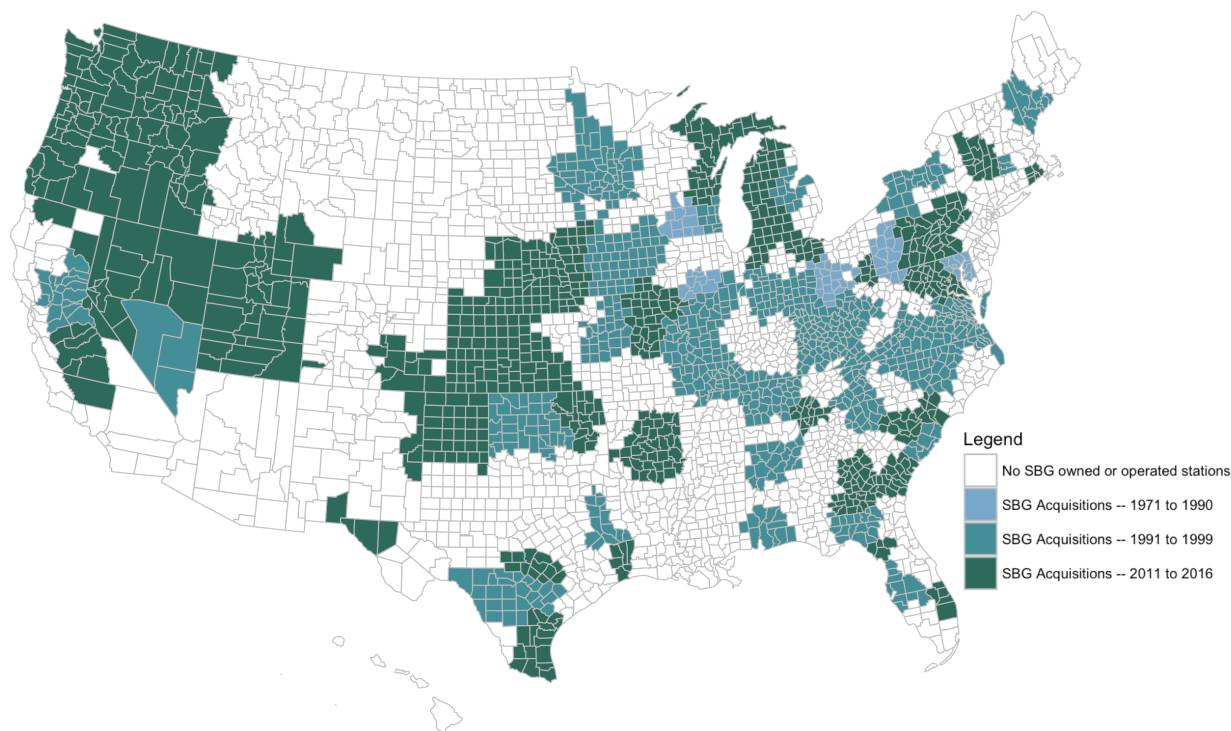 Legend
No SBG owned or operated stations
SBG Acquisitions -- 1971 to 1990
SBG Acquisitions -- 1991 to 1999
SBG Acquisitions -- 2011 to 2016